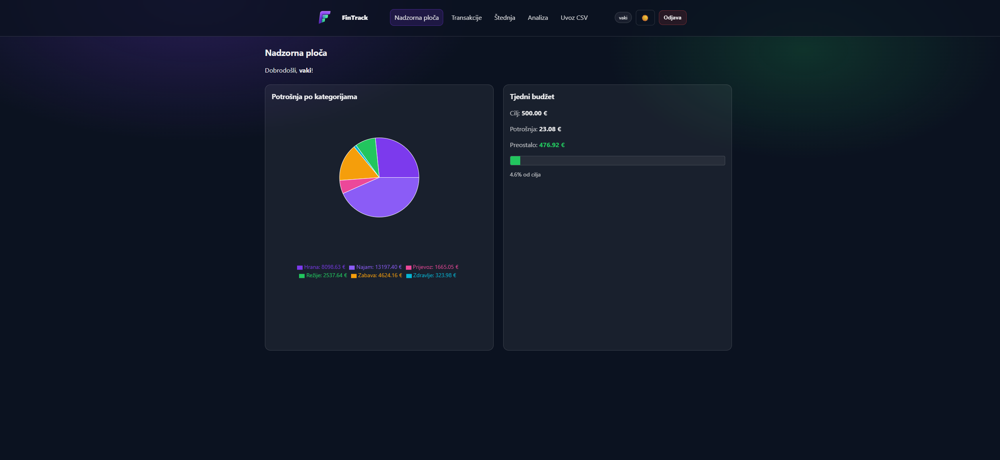 FinTrack Nadzorna ploča Transakcije Štednja Analiza Uvoz CSV vaki Odjava
Nadzorna ploča
Dobrodošli, vaki!
Potrošnja po kategorijama
Hrana: 8098.63 € Najam: 13197.40 € Prijevoz: 1665.05 €
Režije: 2537.64 € Zabava: 4624.16 € Zdravlje: 323.98 €
Tjedni budžet
Cilj: 500.00 €
Potrošnja: 23.08 €
Preostalo: 476.92 €
4.6% od cilja